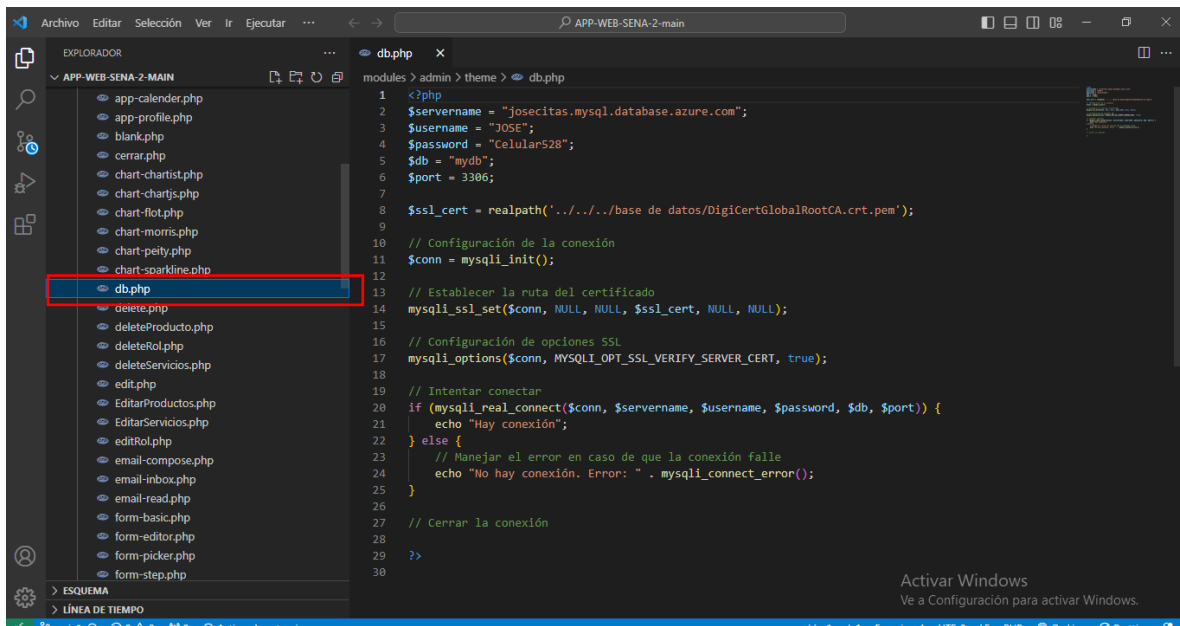 Archivo Editar Selección Ver Ir Ejecutar ···
APP-WEB-SENA-2-main
EXPLORADOR
APP-WEB-SENA-2-MAIN
app-calender.php
app-profile.php
blank.php
cerrar.php
chart-chartist.php
chart-chartjs.php
chart-flot.php
chart-morris.php
chart-peity.php
chart-sparkline.php
db.php
delete.php
deleteProducto.php
deleteRol.php
deleteServicios.php
edit.php
EditarProductos.php
EditarServicios.php
editRol.php
email-compose.php
email-inbox.php
email-read.php
form-basic.php
form-editor.php
form-picker.php
form-step.php
ESQUEMA
LÍNEA DE TIEMPO
db.php
modules > admin > theme > db.php
1 <?php
2 $servername = "josecitas.mysql.database.azure.com";
3 $username = "JOSE";
4 $password = "Celular528";
5 $db = "mydb";
6 $port = 3306;
7
8 $ssl_cert = realpath('../../../base de datos/DigiCertGlobalRootCA.crt.pem');
9
10 // Configuración de la conexión
11 $conn = mysqli_init();
12
13 // Establecer la ruta del certificado
14 mysqli_ssl_set($conn, NULL, NULL, $ssl_cert, NULL, NULL);
15
16 // Configuración de opciones SSL
17 mysqli_options($conn, MYSQLI_OPT_SSL_VERIFY_SERVER_CERT, true);
18
19 // Intentar conectar
20 if (mysqli_real_connect($conn, $servername, $username, $password, $db, $port)) {
21 echo "Hay conexión";
22 } else {
23 // Manejar el error en caso de que la conexión falle
24 echo "No hay conexión. Error: " . mysqli_connect_error();
25 }
26
27 // Cerrar la conexión
28
29 ?>
30
Activar Windows
Ve a Configuración para activar Windows.